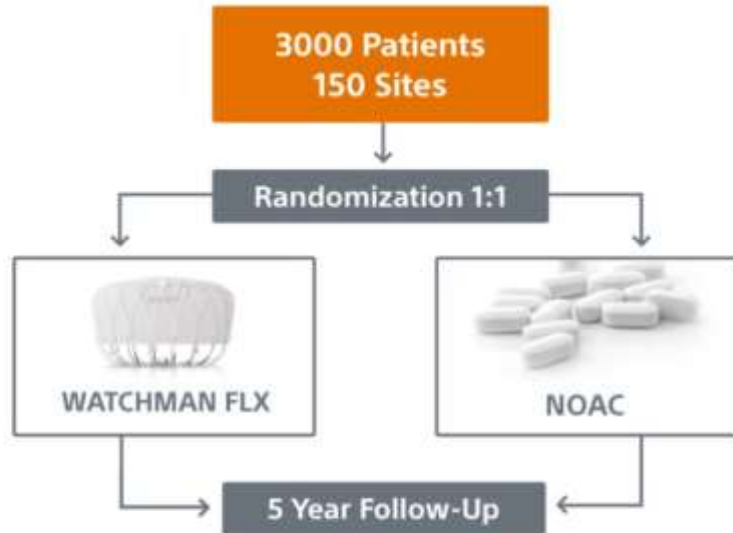 3000 Patients
150 Sites
Randomization 1:1
WATCHMAN FLX
NOAC
5 Year Follow-Up